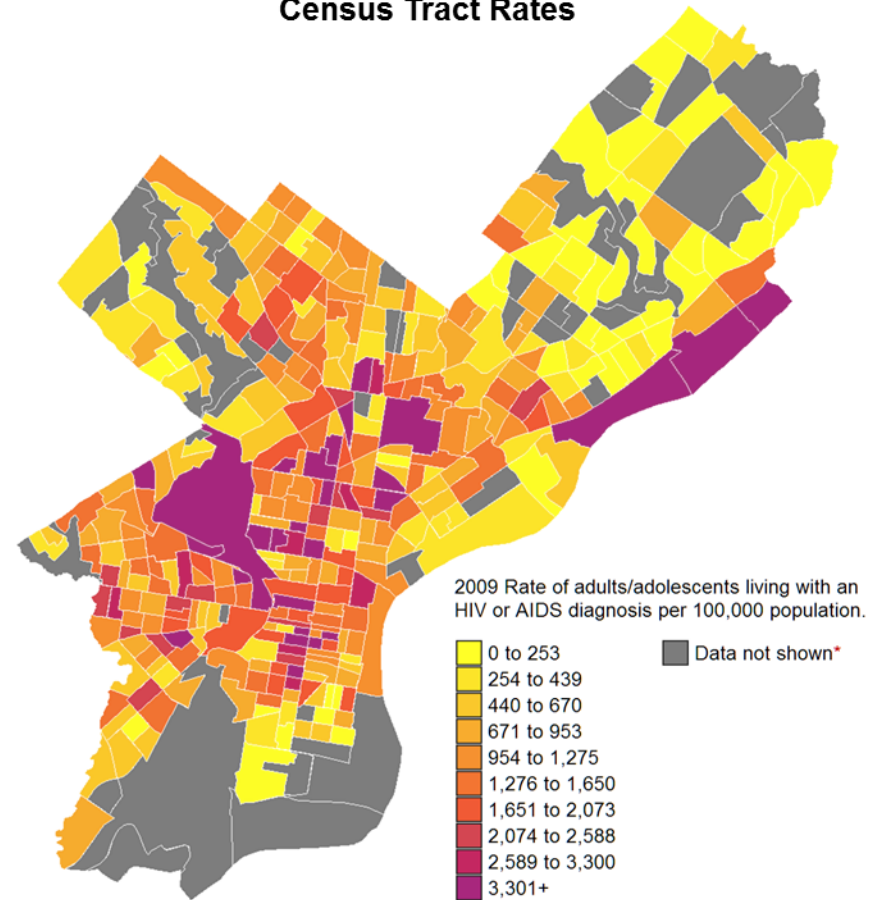 Census Tract Rates
2009 Rate of adults/adolescents living with an
HIV or AIDS diagnosis per 100,000 population.
0 to 253
Data not shown*
254 to 439
440 to 670
671 to 953
954 to 1,275
1,276 to 1,650
1,651 to 2,073
2,074 to 2,588
2,589 to 3,300
3,301+